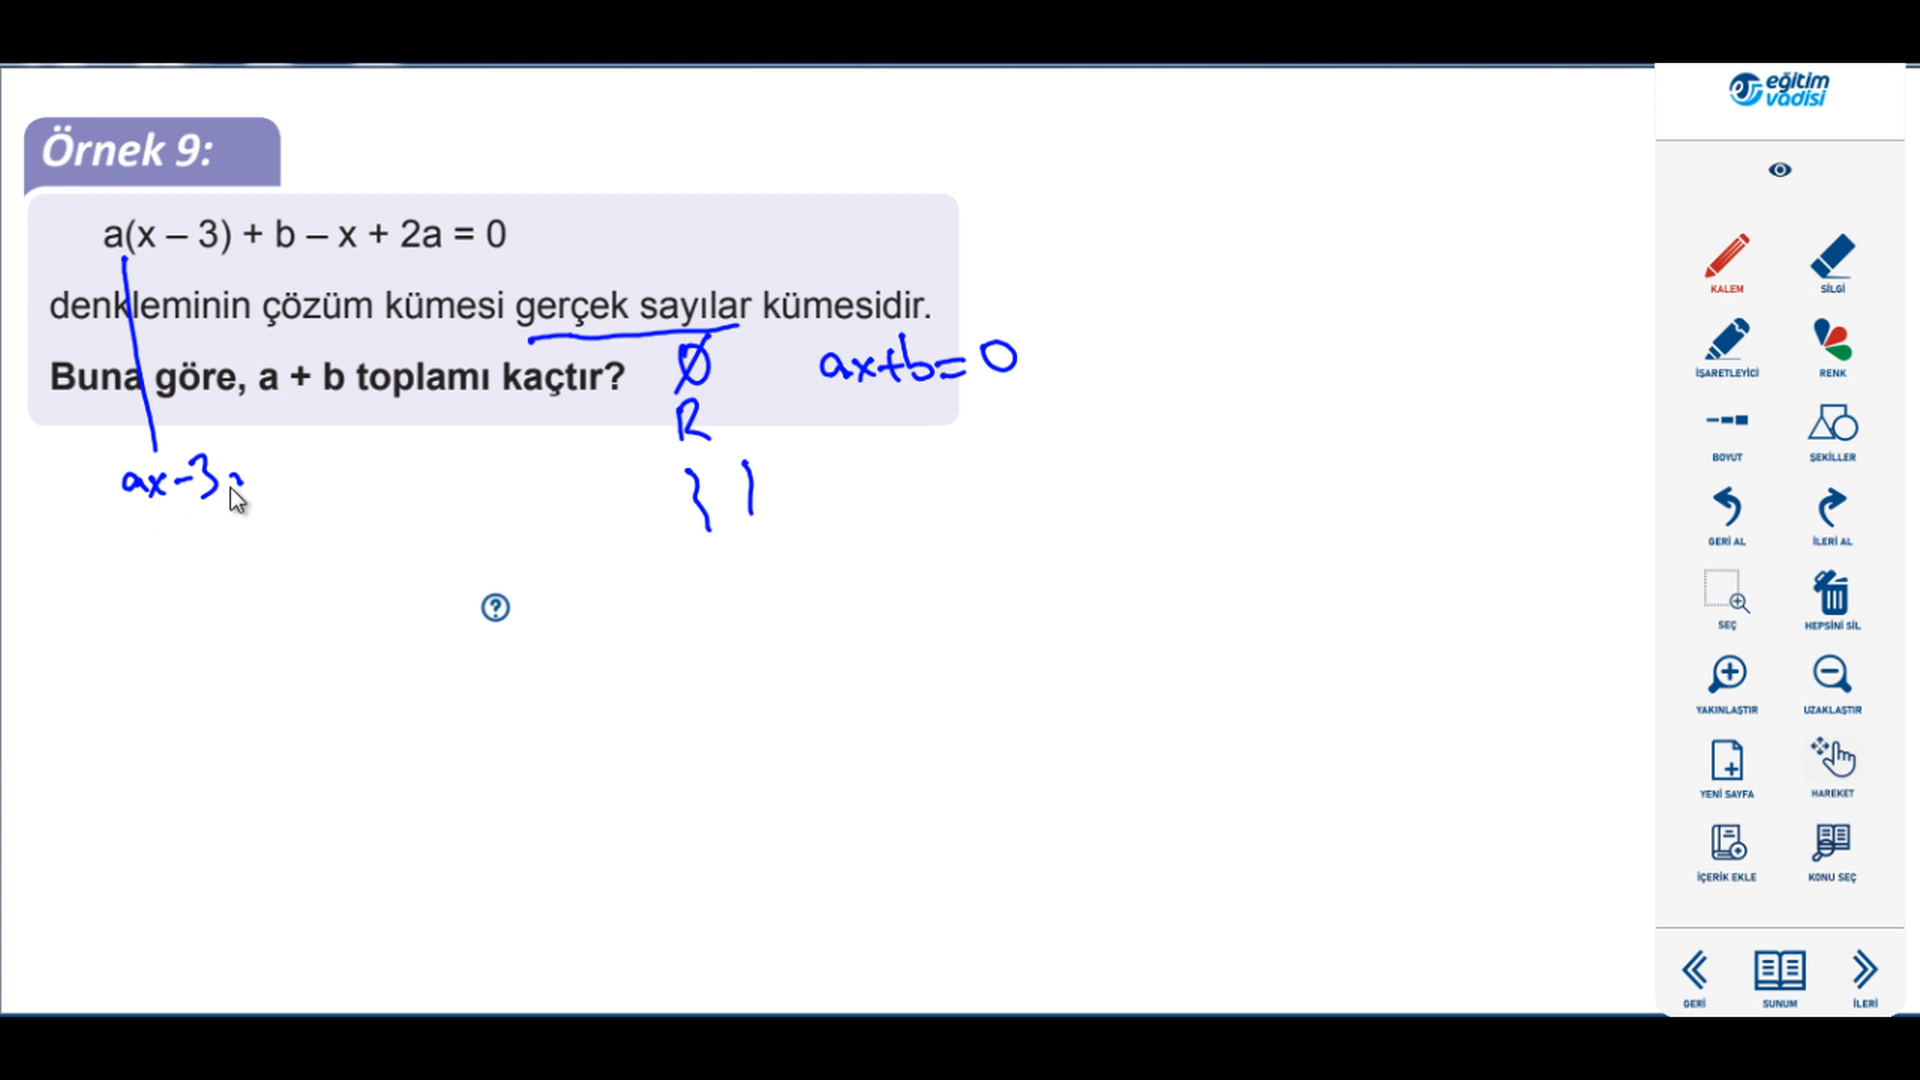 eğitim
vadisi
Örnek 9:
a(x – 3) + b – x + 2a = 0
denkleminin çözüm kümesi gerçek sayılar kümesidir.
Buna göre, a + b toplamı kaçtır?
∅
ax+b=0
R
ax-3
KALEM
SİLGİ
İŞARETLEYİCİ
RENK
BOYUT
ŞEKİLLER
GERİ AL
İLERİ AL
SEÇ
HEPSİNİ SİL
YAKINLAŞTIR
UZAKLAŞTIR
YENİ SAYFA
HAREKET
İÇERİK EKLE
KONU SEÇ
GERİ
SUNUM
İLERİ